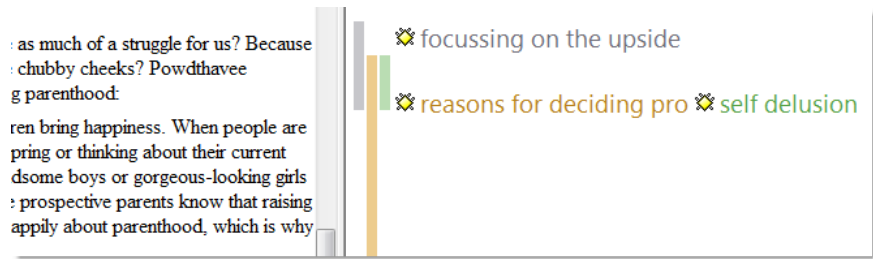 as much of a struggle for us? Because
chubby cheeks? Powdthavee
g parenthood:
ren bring happiness. When people are
pring or thinking about their current
dsome boys or gorgeous-looking girls
prospective parents know that raising
appily about parenthood, which is why
focussing on the upside
reasons for deciding pro self delusion